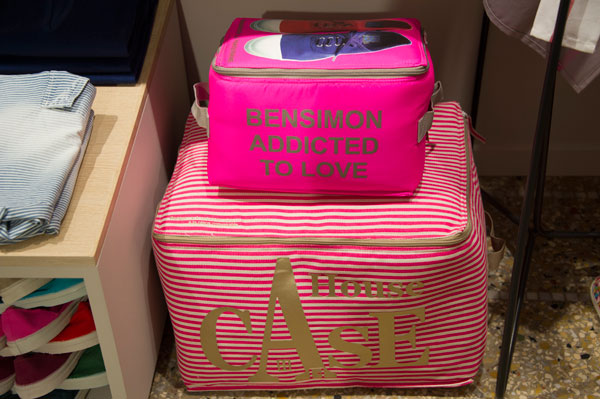 BENSIMON
ADDICTED
TO LOVE
House
CASE